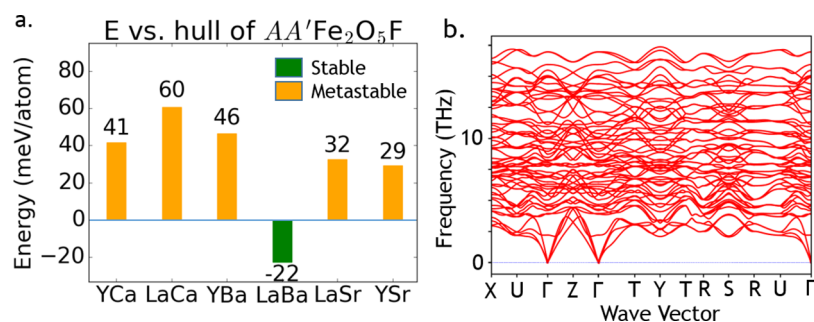 a.
E vs. hull of AA′Fe₂O₅F
Energy (meV/atom)
80
60
40
20
0
−20
Stable
Metastable
41
60
46
-22
32
29
YCa LaCa YBa LaBa LaSr YSr
b.
Frequency (THz)
10
0
X U Γ Z Γ T Y T R S R U Γ
Wave Vector